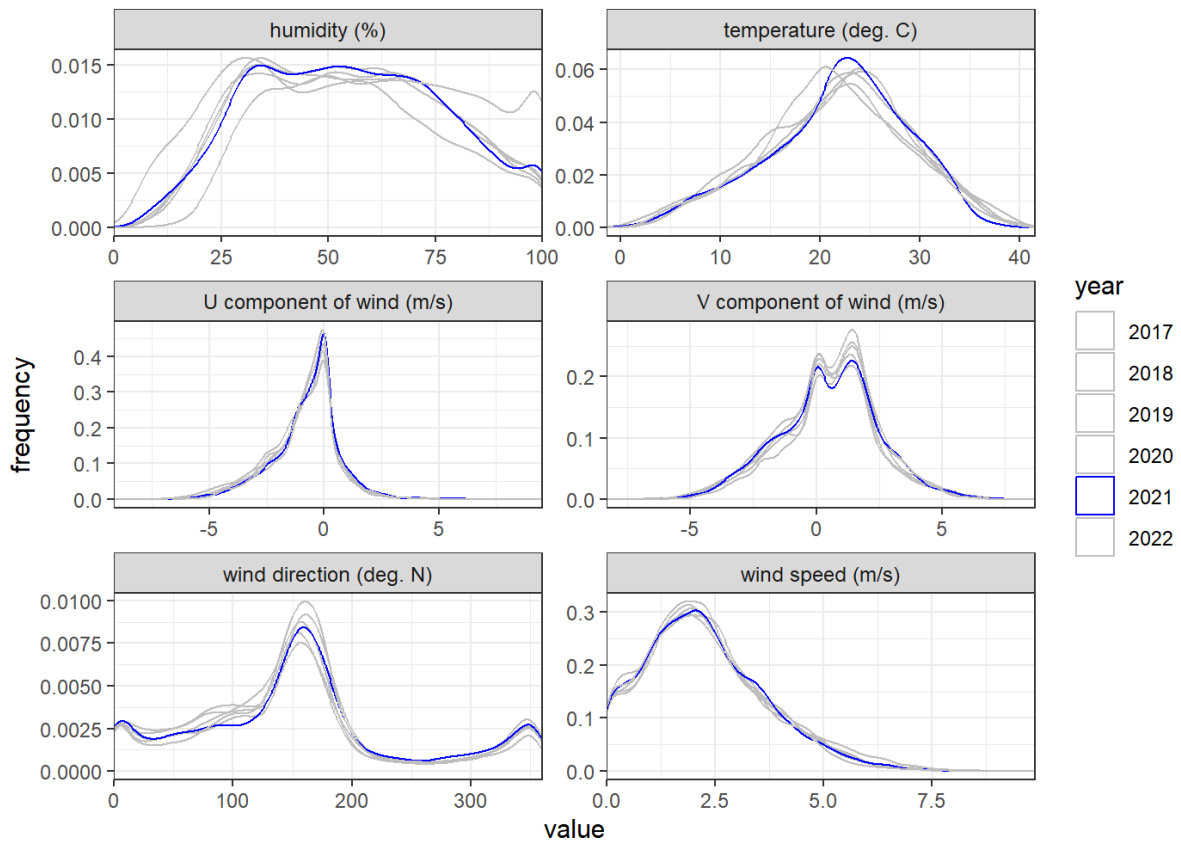 humidity (%)
temperature (deg. C)
0.015
0.010
0.005
0.000
0 25 50 75 100
0.06
0.04
0.02
0.00
0 10 20 30 40
U component of wind (m/s)
V component of wind (m/s)
0.4
0.3
0.2
0.1
0.0
-5 0 5
0.2
0.1
0.0
-5 0 5
wind direction (deg. N)
wind speed (m/s)
0.0100
0.0075
0.0050
0.0025
0.0000
0 100 200 300
0.3
0.2
0.1
0.0
0.0 2.5 5.0 7.5
frequency
value
year
2017
2018
2019
2020
2021
2022